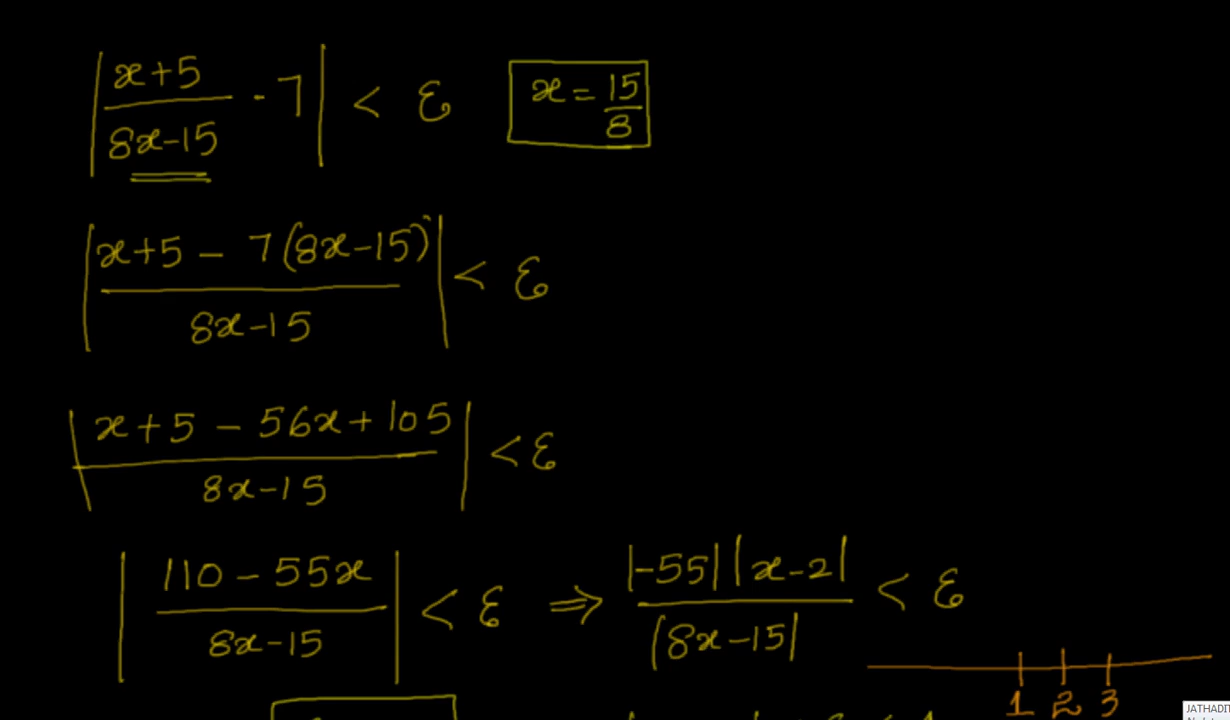 |(x+5)/(8x-15) - 7| < ε x = 15/8
|(x+5 - 7(8x-15))/(8x-15)| < ε
|(x+5 - 56x + 105)/(8x-15)| < ε
|(110 - 55x)/(8x-15)| < ε ⇒ |-55||x-2|/|8x-15| < ε
1 2 3